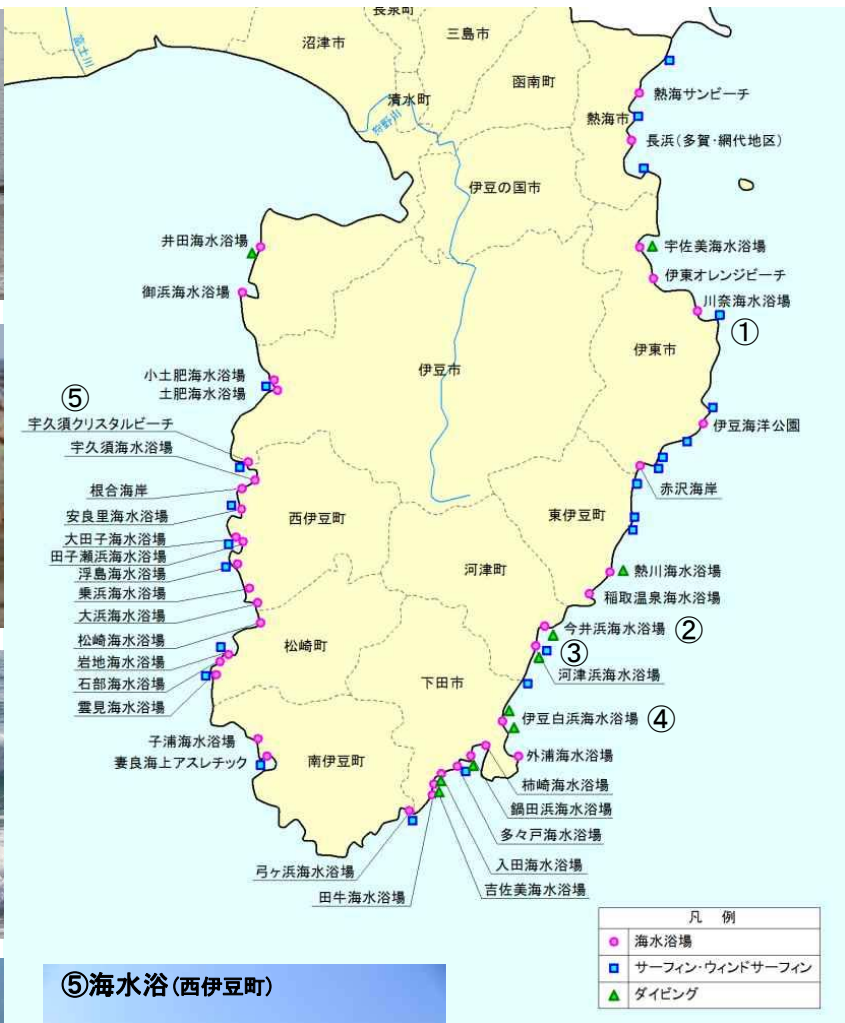 長泉町
沼津市
三島市
函南町
清水町
狩野川
熱海市
熱海サンビーチ
長浜(多賀・網代地区)
伊豆の国市
井田海水浴場
宇佐美海水浴場
伊東オレンジビーチ
御浜海水浴場
川奈海水浴場
①
伊東市
小土肥海水浴場
土肥海水浴場
伊豆市
⑤
宇久須クリスタルビーチ
伊豆海洋公園
宇久須海水浴場
赤沢海岸
根合海岸
安良里海水浴場
西伊豆町
東伊豆町
大田子海水浴場
田子瀬浜海水浴場
浮島海水浴場
河津町
熱川海水浴場
乗浜海水浴場
稲取温泉海水浴場
大浜海水浴場
今井浜海水浴場
②
松崎海水浴場
松崎町
③
岩地海水浴場
河津浜海水浴場
石部海水浴場
下田市
雲見海水浴場
伊豆白浜海水浴場
④
子浦海水浴場
外浦海水浴場
妻良海上アスレチック
南伊豆町
柿崎海水浴場
鍋田浜海水浴場
多々戸海水浴場
弓ヶ浜海水浴場
入田海水浴場
田牛海水浴場
吉佐美海水浴場
凡 例
海水浴場
サーフィン・ウィンドサーフィン
ダイビング
⑤海水浴(西伊豆町)